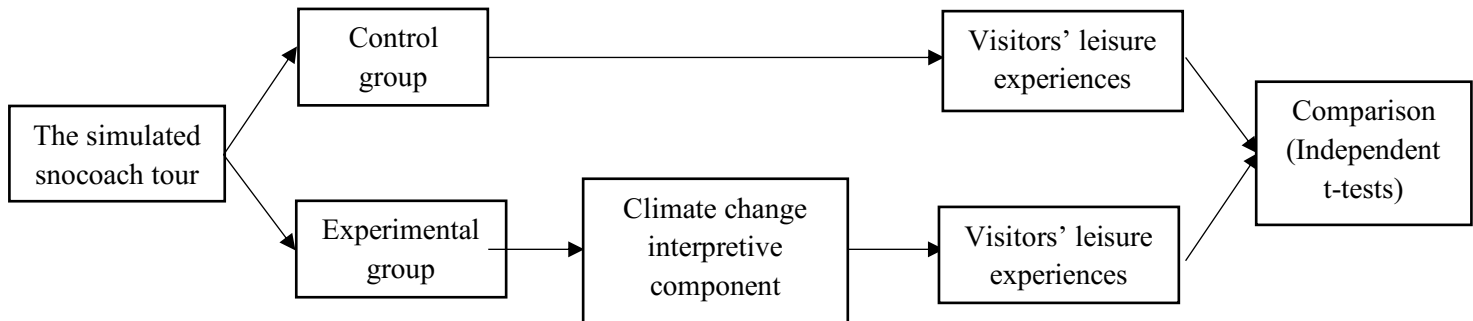 The simulated
snocoach tour
Control
group
Visitors’ leisure
experiences
Experimental
group
Climate change
interpretive
component
Visitors’ leisure
experiences
Comparison
(Independent
t-tests)